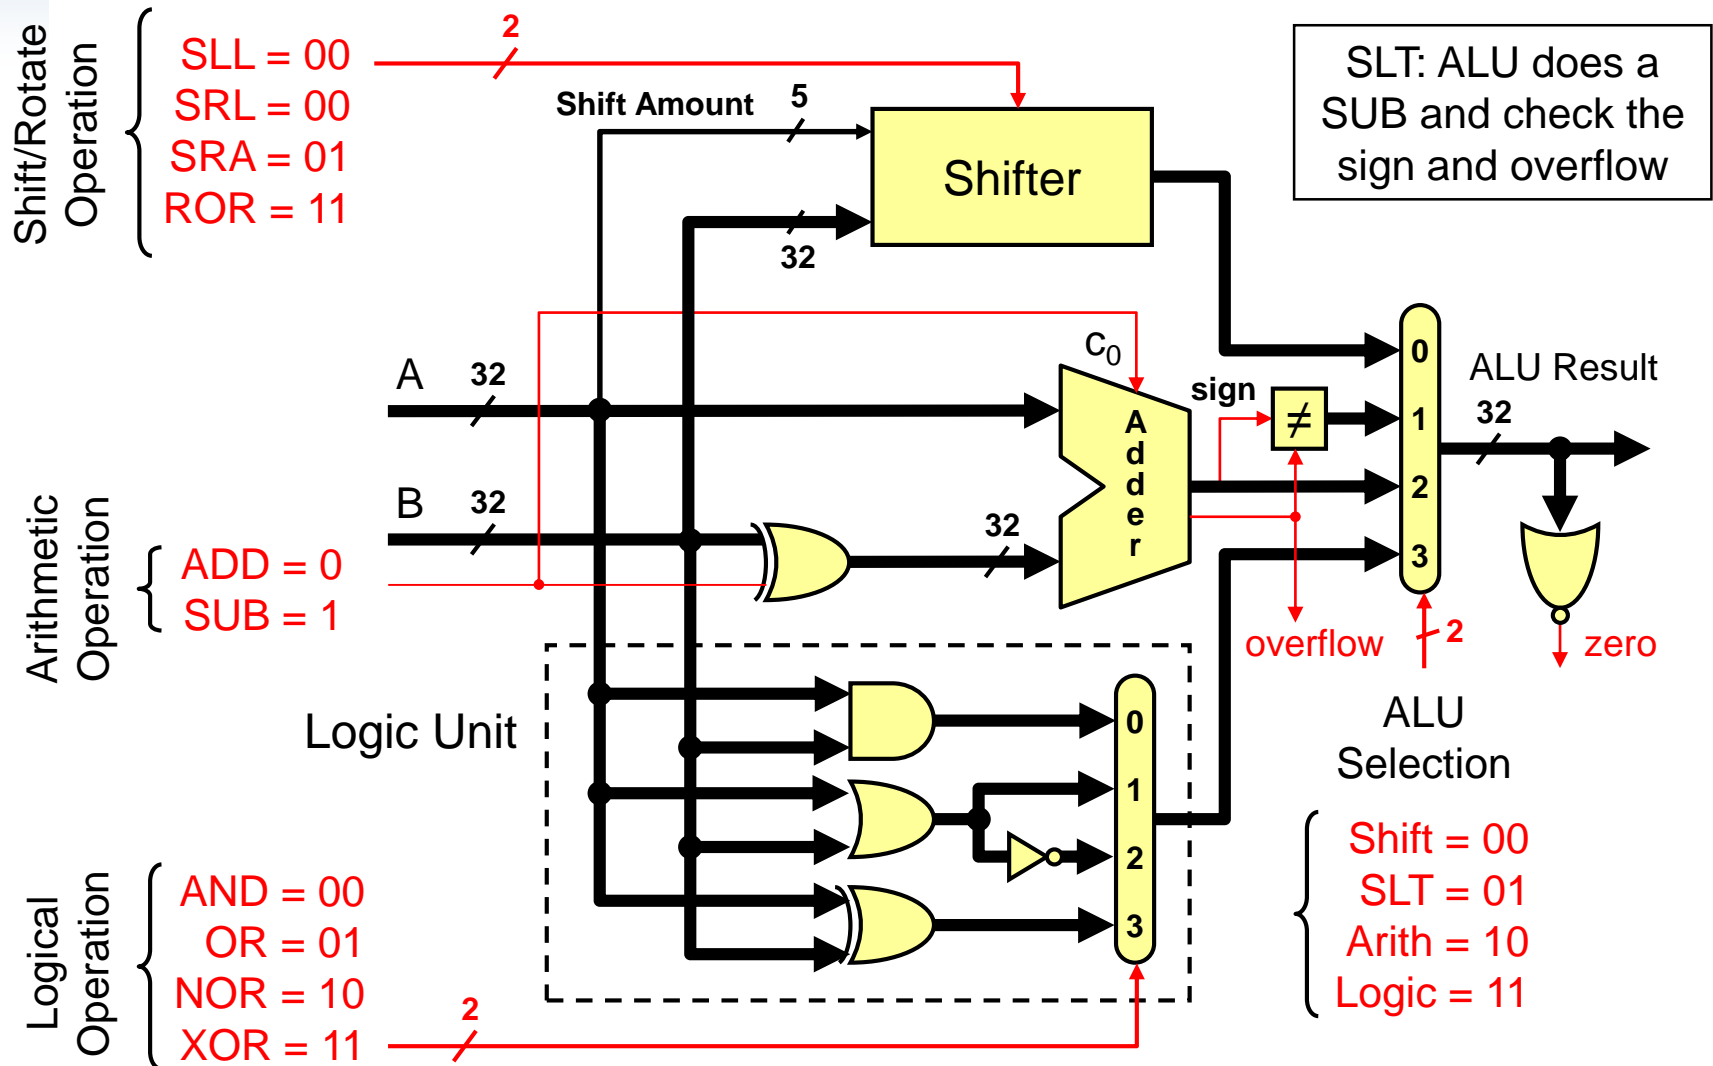 Shift/Rotate
Operation
SLL = 00
SRL = 00
SRA = 01
ROR = 11
2
Shift Amount
5
32
Shifter
SLT: ALU does a
SUB and check the
sign and overflow
A
32
B
32
c0
Adder
32
sign
≠
overflow
0
1
2
3
2
ALU Result
32
zero
Arithmetic
Operation
ADD = 0
SUB = 1
Logic Unit
0
1
2
3
ALU
Selection
Shift = 00
SLT = 01
Arith = 10
Logic = 11
Logical
Operation
AND = 00
OR = 01
NOR = 10
XOR = 11
2